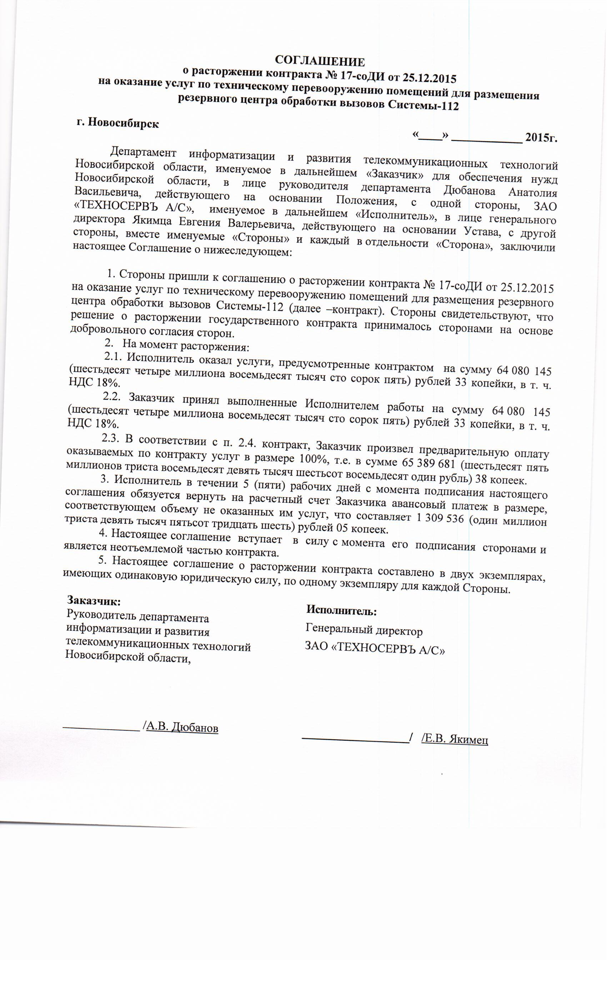 СОГЛАШЕНИЕ
о расторжении контракта № 17-соДИ от 25.12.2015
на оказание услуг по техническому перевооружению помещений для размещения
резервного центра обработки вызовов Системы-112
г. Новосибирск
«____» ____________ 2015г.
Департамент информатизации и развития телекоммуникационных технологий
Новосибирской области, именуемое в дальнейшем «Заказчик» для обеспечения нужд
Новосибирской области, в лице руководителя департамента Дюбанова Анатолия
Васильевича, действующего на основании Положения, с одной стороны, ЗАО
«ТЕХНОСЕРВЪ А/С», именуемое в дальнейшем «Исполнитель», в лице генерального
директора Якимца Евгения Валерьевича, действующего на основании Устава, с другой
стороны, вместе именуемые «Стороны» и каждый в отдельности «Сторона», заключили
настоящее Соглашение о нижеследующем:
1. Стороны пришли к соглашению о расторжении контракта № 17-соДИ от 25.12.2015
на оказание услуг по техническому перевооружению помещений для размещения резервного
центра обработки вызовов Системы-112 (далее –контракт). Стороны свидетельствуют, что
решение о расторжении государственного контракта принималось сторонами на основе
добровольного согласия сторон.
2. На момент расторжения:
2.1. Исполнитель оказал услуги, предусмотренные контрактом на сумму 64 080 145
(шестьдесят четыре миллиона восемьдесят тысяч сто сорок пять) рублей 33 копейки, в т. ч.
НДС 18%.
2.2. Заказчик принял выполненные Исполнителем работы на сумму 64 080 145
(шестьдесят четыре миллиона восемьдесят тысяч сто сорок пять) рублей 33 копейки, в т. ч.
НДС 18%.
2.3. В соответствии с п. 2.4. контракт, Заказчик произвел предварительную оплату
оказываемых по контракту услуг в размере 100%, т.е. в сумме 65 389 681 (шестьдесят пять
миллионов триста восемьдесят девять тысяч шестьсот восемьдесят один рубль) 38 копеек.
3. Исполнитель в течении 5 (пяти) рабочих дней с момента подписания настоящего
соглашения обязуется вернуть на расчетный счет Заказчика авансовый платеж в размере,
соответствующем объему не оказанных им услуг, что составляет 1 309 536 (один миллион
триста девять тысяч пятьсот тридцать шесть) рублей 05 копеек.
4. Настоящее соглашение вступает в силу с момента его подписания сторонами и
является неотъемлемой частью контракта.
5. Настоящее соглашение о расторжении контракта составлено в двух экземплярах,
имеющих одинаковую юридическую силу, по одному экземпляру для каждой Стороны.
Заказчик:
Руководитель департамента
информатизации и развития
телекоммуникационных технологий
Новосибирской области,
_____________ /А.В. Дюбанов
Исполнитель:
Генеральный директор
ЗАО «ТЕХНОСЕРВЪ А/С»
__________________/ /Е.В. Якимец